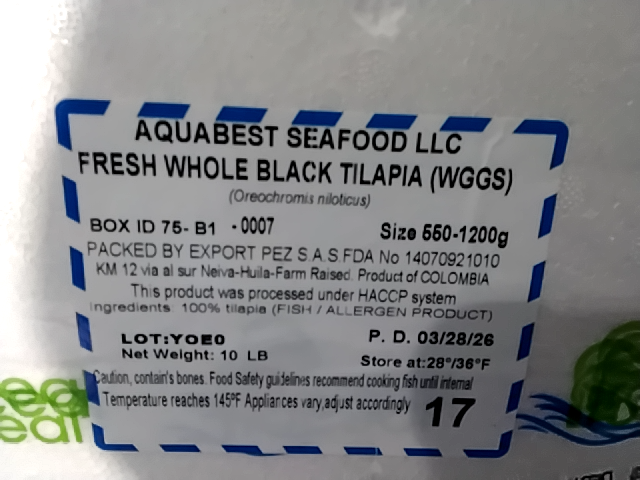 AQUABEST SEAFOOD LLC
FRESH WHOLE BLACK TILAPIA (WGGS)
(Oreochromis niloticus)
BOX ID 75- B1 -0007 Size 550-1200g
PACKED BY EXPORT PEZ S.A.S.FDA No 14070921010
KM 12 via al sur Neiva-Huila-Farm Raised. Product of COLOMBIA
This product was processed under HACCP system
Ingredients: 100% tilapia (FISH / ALLERGEN PRODUCT)
LOT:YOE0 P. D. 03/28/26
Net Weight: 10 LB Store at:28°/36°F
Caution, contain's bones. Food Safety guidelines recommend cooking fish until internal
Temperature reaches 145ºF Appliances vary,adjust accordingly 17